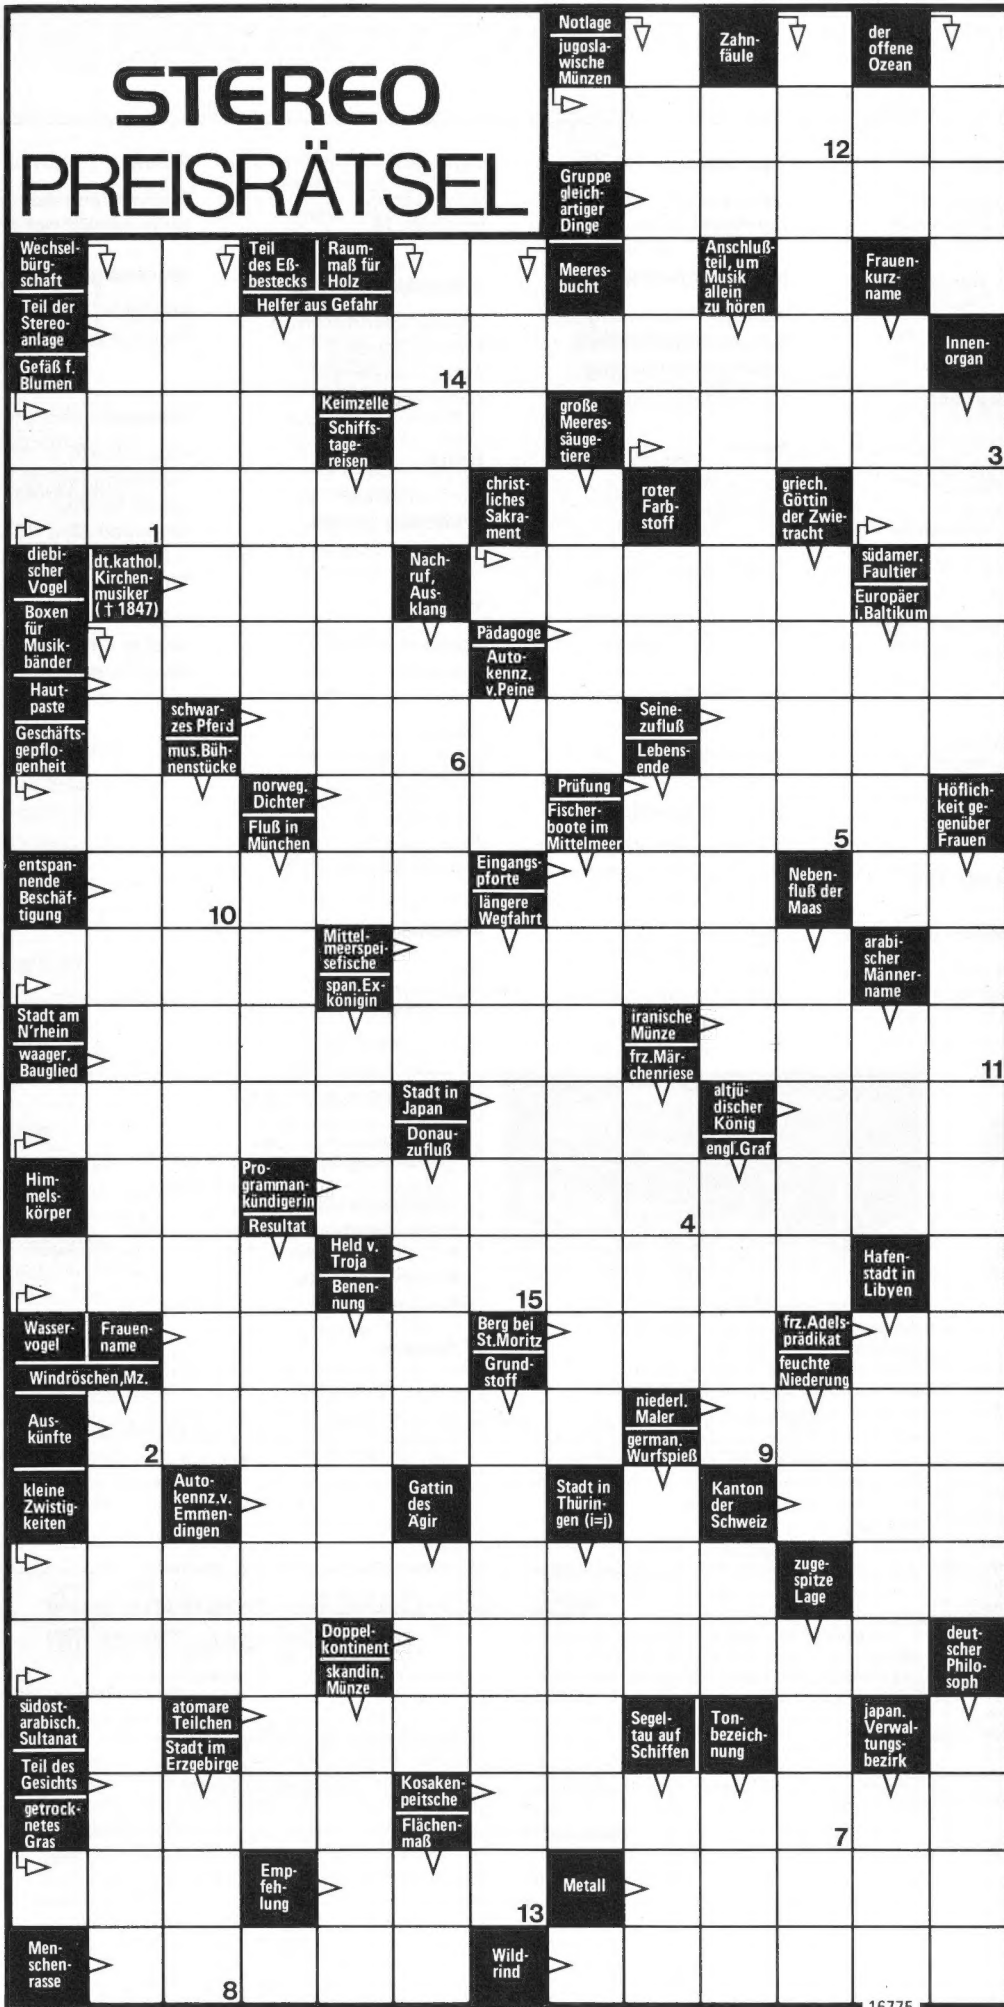 STEREO
PREISRÄTSEL
Notlage
jugosla-
wische
Münzen
Zahn-
fäule
der
offene
Ozean
12
Gruppe
gleich-
artiger
Dinge
Wechsel-
bürg-
schaft
Teil
des Eß-
bestecks
Raum-
maß für
Holz
Helfer aus Gefahr
Meeres-
bucht
Anschluß-
teil, um
Musik
allein
zu hören
Frauen-
kurz-
name
Teil der
Stereo-
anlage
Gefäß f.
Blumen
14
Innen-
organ
Keimzelle
Schiffs-
tage-
reisen
große
Meeres-
säuge-
tiere
3
1
christ-
liches
Sakra-
ment
roter
Farb-
stoff
griech.
Göttin
der Zwie-
tracht
diebi-
scher
Vogel
dt.kathol.
Kirchen-
musiker
(† 1847)
Nach-
ruf,
Aus-
klang
südamer.
Faultier
Europäer
i.Baltikum
Boxen
für
Musik-
bänder
Pädagoge
Auto-
kennz.
v.Peine
Haut-
paste
Geschäfts-
gepflo-
genheit
schwar-
zes Pferd
mus.Büh-
nenstücke
6
Seine-
zufluß
Lebens-
ende
norweg.
Dichter
Fluß in
München
Prüfung
Fischer-
boote im
Mittelmeer
5
Höflich-
keit ge-
genüber
Frauen
entspan-
nende
Beschäf-
tigung
10
Eingangs-
pforte
längere
Wegfahrt
Neben-
fluß der
Maas
Mittel-
meerspei-
sefische
span.Ex-
königin
arabi-
scher
Männer-
name
Stadt am
N'rhein
waager.
Bauglied
iranische
Münze
frz.Mär-
chenriese
11
Stadt in
Japan
Donau-
zufluß
altjü-
discher
König
engl.Graf
Him-
mels-
körper
Pro-
gramman-
kündigerin
Resultat
4
Held v.
Troja
Benen-
nung
15
Hafen-
stadt in
Libyen
Wasser-
vogel
Frauen-
name
Windröschen,Mz.
Berg bei
St.Moritz
Grund-
stoff
frz.Adels-
prädikat
feuchte
Niederung
Aus-
künfte
2
niederl.
Maler
german.
Wurfspieß
9
kleine
Zwistig-
keiten
Auto-
kennz.v.
Emmen-
dingen
Gattin
des
Ägir
Stadt in
Thürin-
gen (i=j)
Kanton
der
Schweiz
zuge-
spitze
Lage
Doppel-
kontinent
skandin.
Münze
deut-
scher
Philo-
soph
südost-
arabisch.
Sultanat
atomare
Teilchen
Stadt im
Erzgebirge
Segel-
tau auf
Schiffen
Ton-
bezeich-
nung
japan.
Verwal-
tungs-
bezirk
Teil des
Gesichts
getrock-
netes
Gras
Kosaken-
peitsche
Flächen-
maß
7
Emp-
feh-
lung
13
Metall
Men-
schen-
rasse
8
Wild-
rind
16775